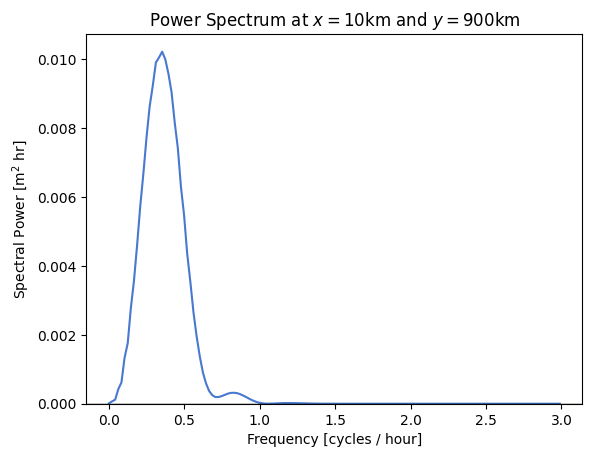 Power Spectrum at x = 10km and y = 900km
Spectral Power [m² hr]
0.010
0.008
0.006
0.004
0.002
0.000
0.0 0.5 1.0 1.5 2.0 2.5 3.0
Frequency [cycles / hour]